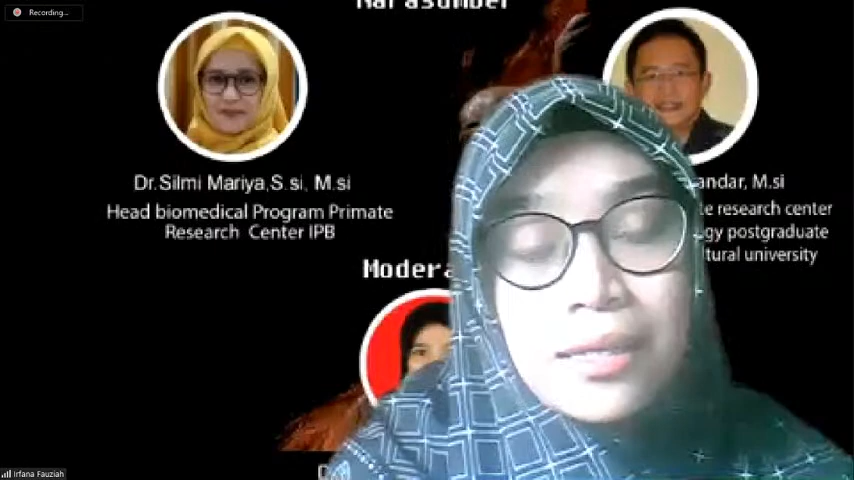 Recording...
Narasumber
Dr.Silmi Mariya,S.si, M.si
Head biomedical Program Primate
Research Center IPB
andar, M.si
te research center
gy postgraduate
tural university
Modera
Irfana Fauziah